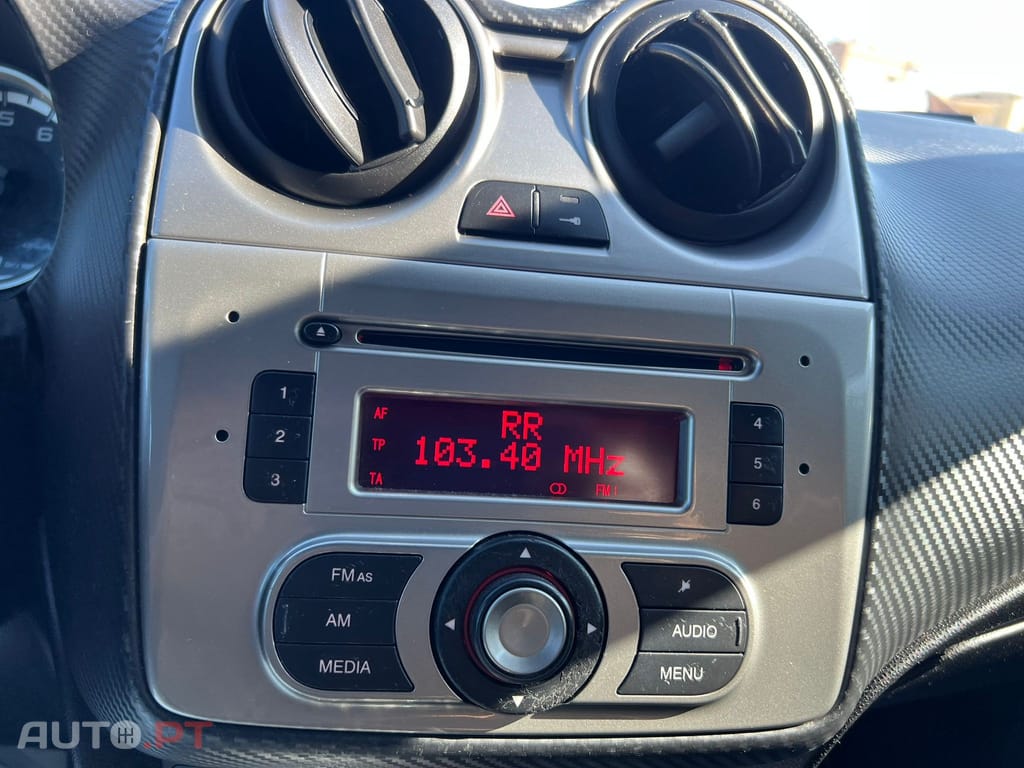 5
6
1
2
3
AF
TP
TA
RR
103.40 MHz
FM1
4
5
6
FM AS
AM
MEDIA
AUDIO
MENU
AUTO.PT